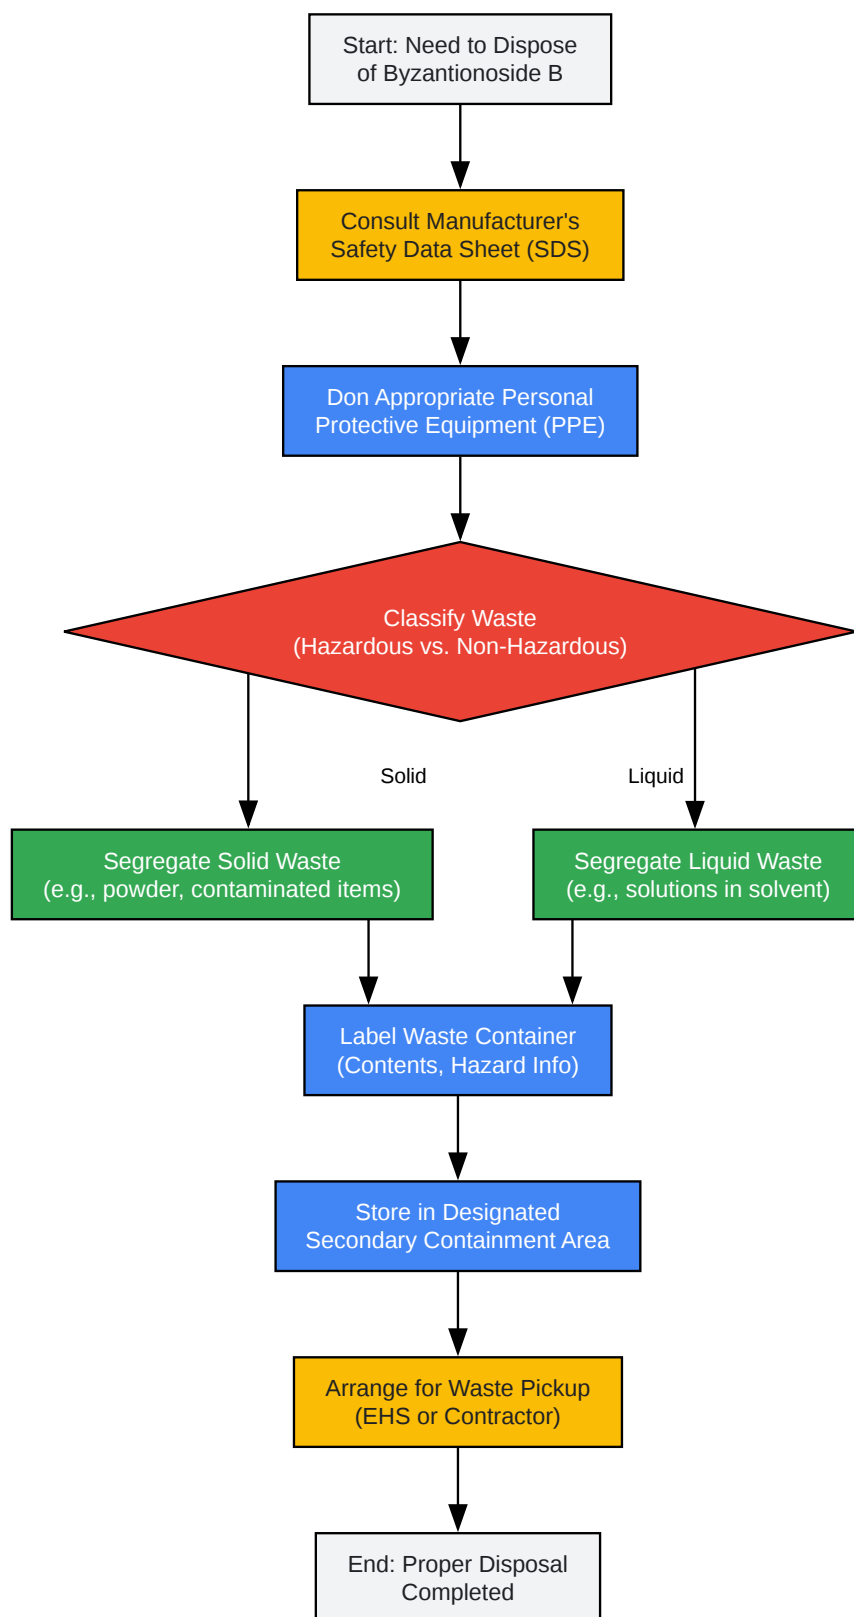 Start: Need to Dispose
of Byzantionoside B
Consult Manufacturer's
Safety Data Sheet (SDS)
Don Appropriate Personal
Protective Equipment (PPE)
Classify Waste
(Hazardous vs. Non-Hazardous)
Solid
Liquid
Segregate Solid Waste
(e.g., powder, contaminated items)
Segregate Liquid Waste
(e.g., solutions in solvent)
Label Waste Container
(Contents, Hazard Info)
Store in Designated
Secondary Containment Area
Arrange for Waste Pickup
(EHS or Contractor)
End: Proper Disposal
Completed